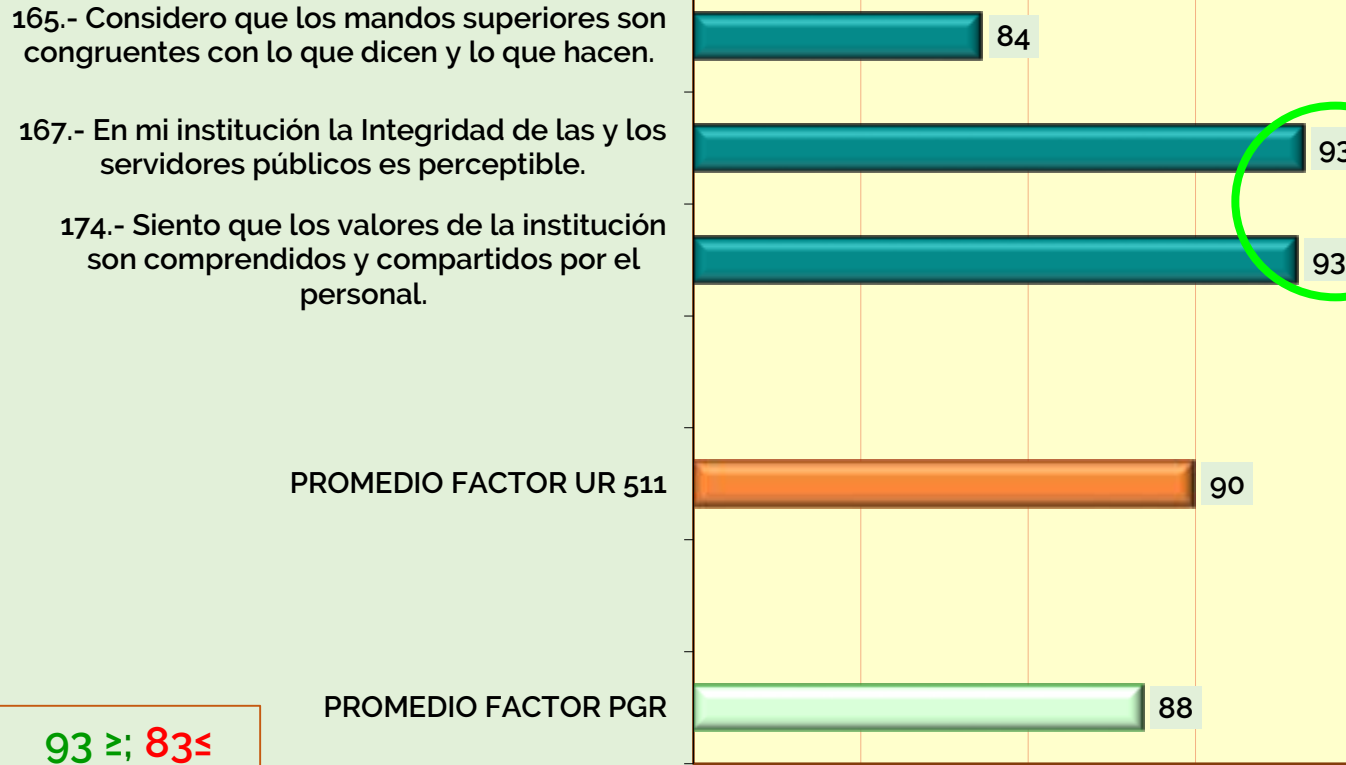 165.- Considero que los mandos superiores son
congruentes con lo que dicen y lo que hacen.
84
167.- En mi institución la Integridad de las y los
servidores públicos es perceptible.
93
174.- Siento que los valores de la institución
son comprendidos y compartidos por el
personal.
93
PROMEDIO FACTOR UR 511
90
PROMEDIO FACTOR PGR
88
93 ≥; 83≤